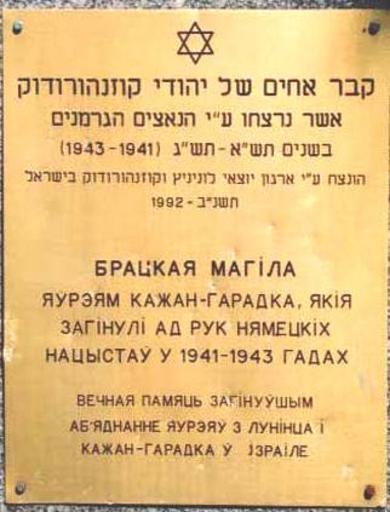 קבר אחים של יהודי קוזנהורודוק
אשר נרצחו ע"י הנאצים הגרמנים
בשנים תש"א-תש"ג (1943-1941)
הונצח ע"י ארגון יוצאי לוניניץ וקוזנהורודוק בישראל
תשנ"ב - 1992
БРАЦКАЯ МАГІЛА
ЯЎРЭЯМ КАЖАН-ГАРАДКА, ЯКІЯ
ЗАГІНУЛІ АД РУК НЯМЕЦКІХ
НАЦЫСТАЎ У 1941-1943 ГАДАХ
ВЕЧНАЯ ПАМЯЦЬ ЗАГІНУЎШЫМ
АБ'ЯДНАННЕ ЯЎРЭЯЎ З ЛУНІНЦА І
КАЖАН-ГАРАДКА Ў ІЗРАІЛЕ